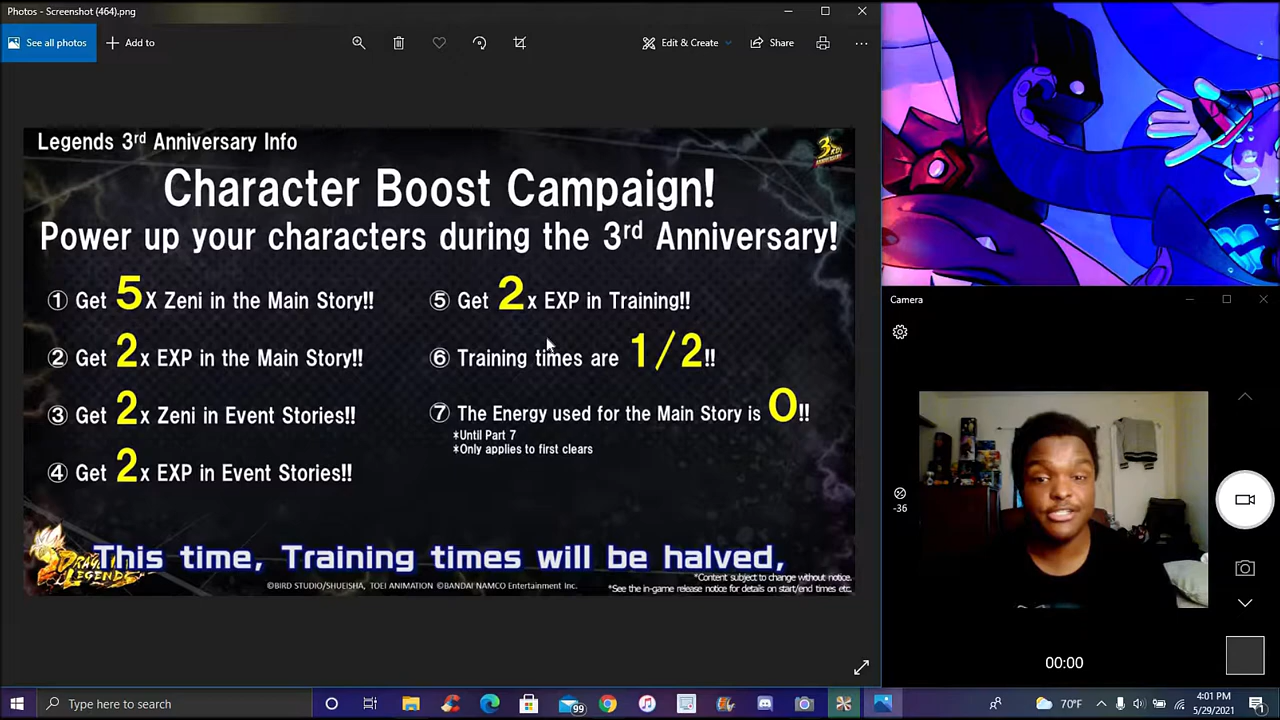 Photos - Screenshot (464).png
See all photos
Add to
Edit & Create
Share
Legends 3rd Anniversary Info
3RD
Character Boost Campaign!
Power up your characters during the 3rd Anniversary!
① Get 5x Zeni in the Main Story!!
② Get 2x EXP in the Main Story!!
③ Get 2x Zeni in Event Stories!!
④ Get 2x EXP in Event Stories!!
⑤ Get 2x EXP in Training!!
⑥ Training times are 1/2!!
⑦ The Energy used for the Main Story is 0!!
*Until Part 7
*Only applies to first clears
This time, Training times will be halved,
LEGENDS
©BIRD STUDIO/SHUEISHA, TOEI ANIMATION ©BANDAI NAMCO Entertainment Inc.
*Content subject to change without notice.
*See the in-game release notice for details on start/end times etc.
Camera
-36
00:00
Type here to search
99
70°F
4:01 PM
5/29/2021